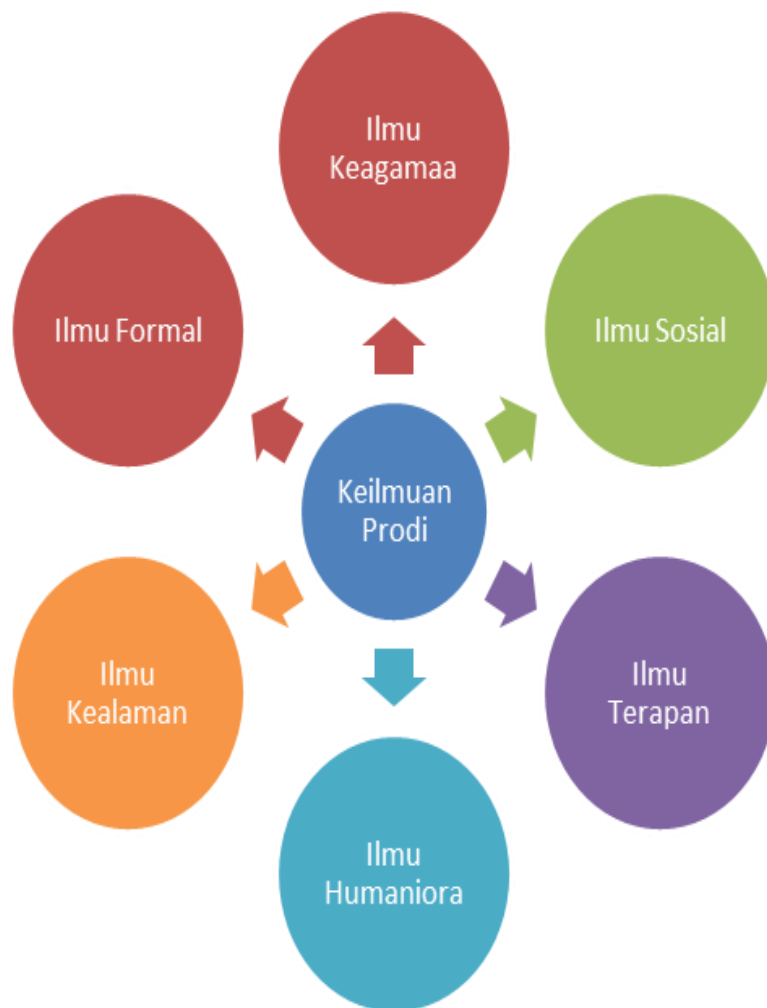 Ilmu
Keagamaa
Ilmu Formal
Ilmu Sosial
Keilmuan
Prodi
Ilmu
Kealaman
Ilmu
Terapan
Ilmu
Humaniora